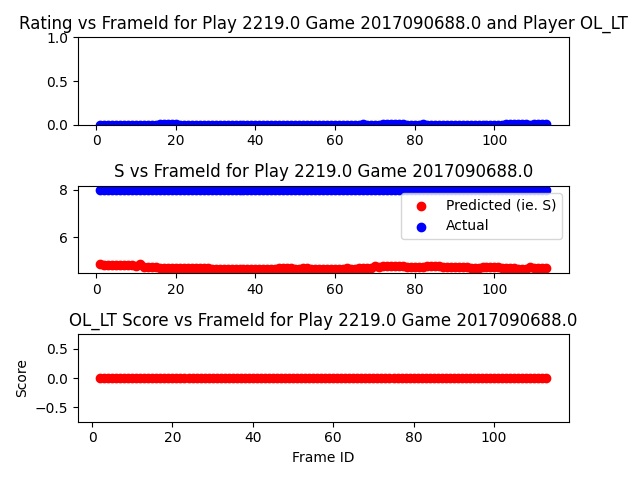 Rating vs FrameId for Play 2219.0 Game 2017090688.0 and Player OL_LT
1.0
0.5
0.0
0 20 40 60 80 100
S vs FrameId for Play 2219.0 Game 2017090688.0
8
6
Predicted (ie. S)
Actual
0 20 40 60 80 100
OL_LT Score vs FrameId for Play 2219.0 Game 2017090688.0
Score
0.5
0.0
−0.5
0 20 40 60 80 100
Frame ID